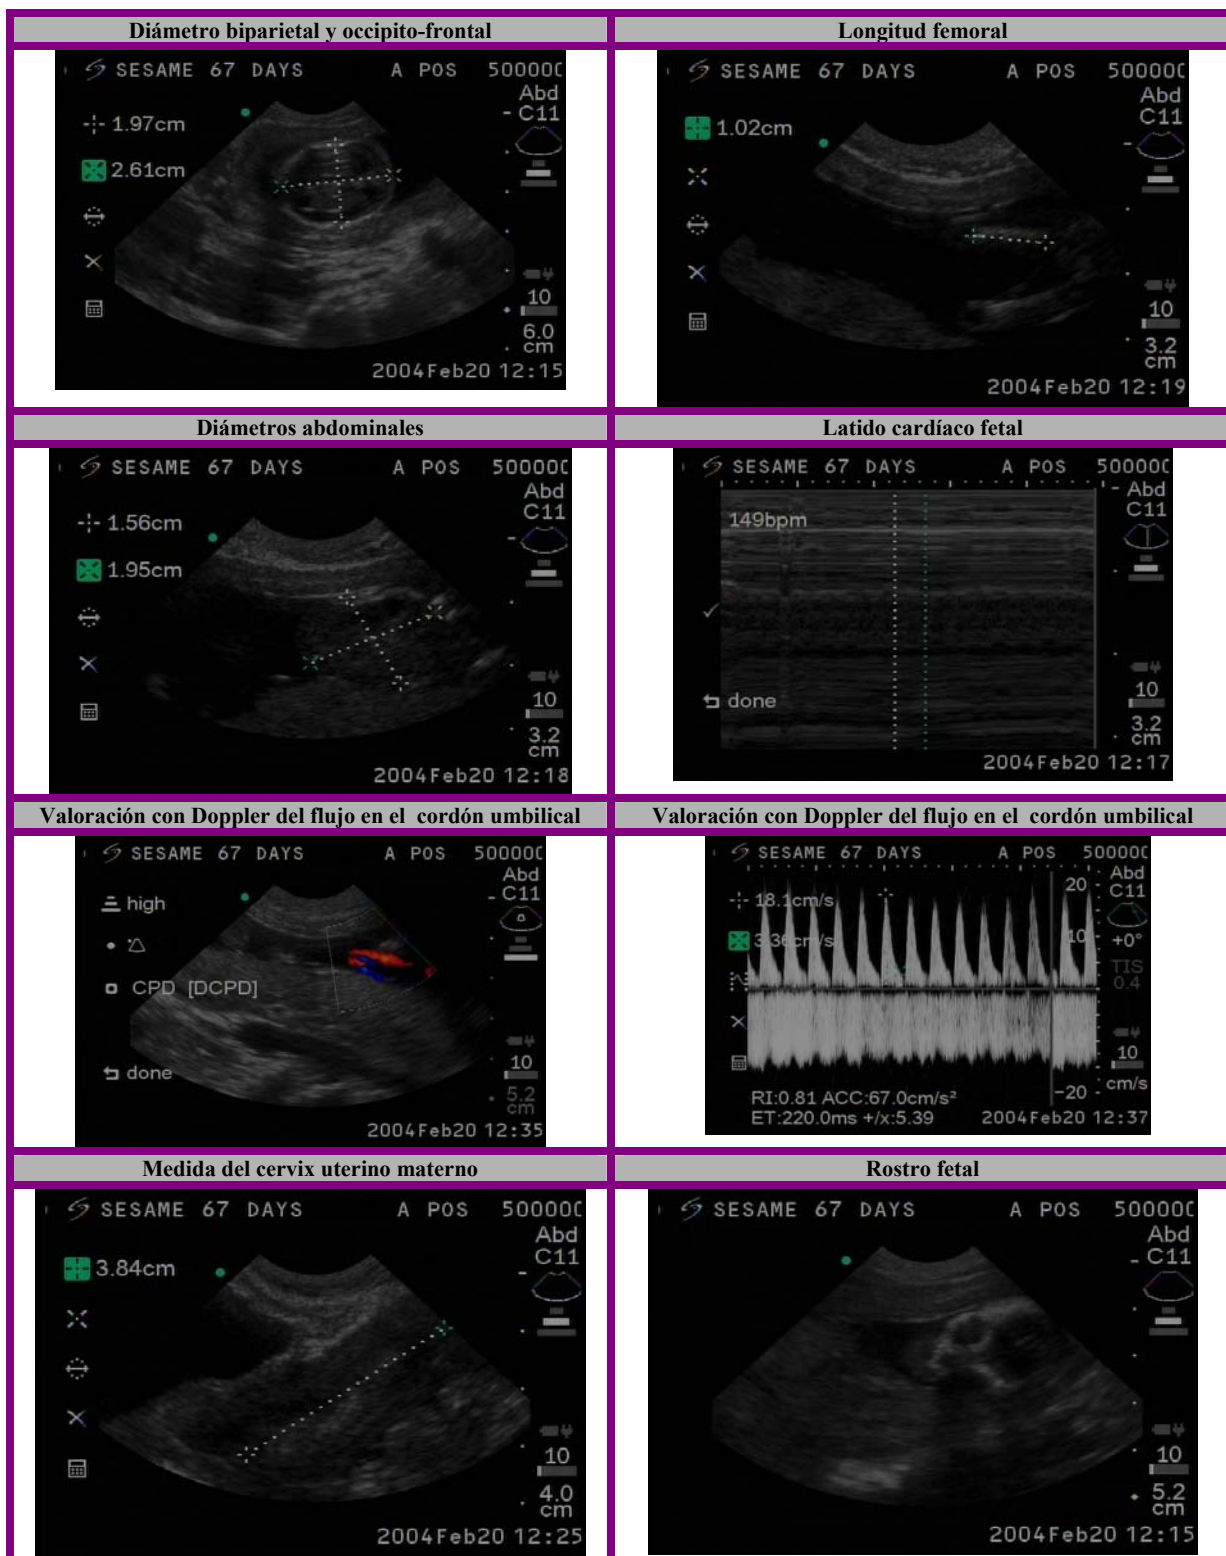 Diámetro biparietal y occipito-frontal
SESAME 67 DAYS A POS 50000C
Abd
C11
1.97cm
2.61cm
10
6.0
cm
2004Feb20 12:15
Longitud femoral
SESAME 67 DAYS A POS 50000C
Abd
C11
1.02cm
10
3.2
cm
2004Feb20 12:19
Diámetros abdominales
SESAME 67 DAYS A POS 50000C
Abd
C11
1.56cm
1.95cm
10
3.2
cm
2004Feb20 12:18
Latido cardíaco fetal
SESAME 67 DAYS A POS 50000C
Abd
C11
149bpm
done
10
3.2
cm
2004Feb20 12:17
Valoración con Doppler del flujo en el cordón umbilical
SESAME 67 DAYS A POS 50000C
Abd
C11
high
CPD [DCPD]
done
10
5.2
cm
2004Feb20 12:35
Valoración con Doppler del flujo en el cordón umbilical
SESAME 67 DAYS A POS 50000C
Abd
C11
20
18.1cm/s
3.36cm/s
10
+0°
TIS
0.4
10
cm/s
-20
RI:0.81 ACC:67.0cm/s²
ET:220.0ms +/x:5.39 2004Feb20 12:37
Medida del cervix uterino materno
SESAME 67 DAYS A POS 50000C
Abd
C11
3.84cm
10
4.0
cm
2004Feb20 12:25
Rostro fetal
SESAME 67 DAYS A POS 50000C
Abd
C11
10
5.2
cm
2004Feb20 12:15